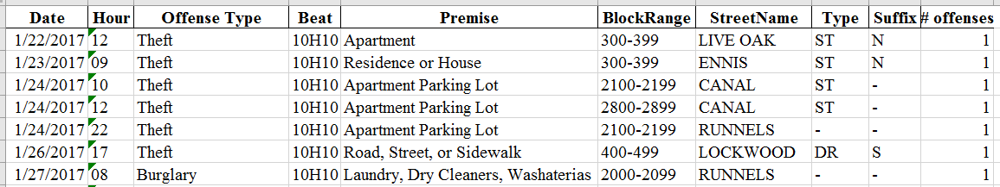 Date Hour Offense Type Beat Premise BlockRange StreetName Type Suffix # offenses
1/22/2017 12 Theft 10H10 Apartment 300-399 LIVE OAK ST N 1
1/23/2017 09 Theft 10H10 Residence or House 300-399 ENNIS ST N 1
1/24/2017 10 Theft 10H10 Apartment Parking Lot 2100-2199 CANAL ST - 1
1/24/2017 12 Theft 10H10 Apartment Parking Lot 2800-2899 CANAL ST - 1
1/24/2017 22 Theft 10H10 Apartment Parking Lot 2100-2199 RUNNELS - - 1
1/26/2017 17 Theft 10H10 Road, Street, or Sidewalk 400-499 LOCKWOOD DR S 1
1/27/2017 08 Burglary 10H10 Laundry, Dry Cleaners, Washaterias 2000-2099 RUNNELS - - 1